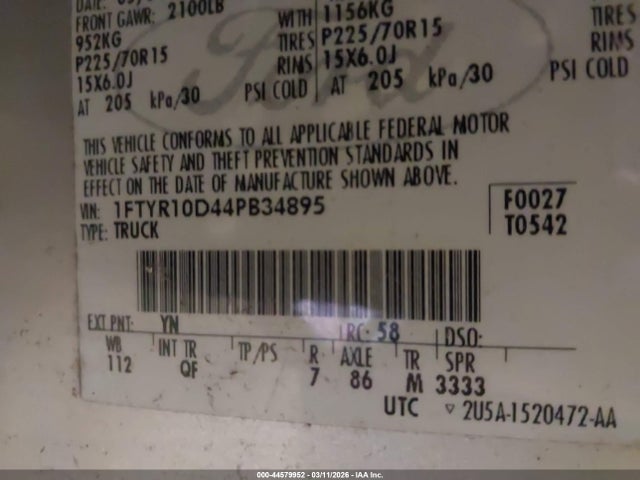 FRONT GAWR: 2100LB
952KG WITH 1156KG TIRES
P225/70R15 TIRES P225/70R15 RIMS
15X6.0J RIMS 15X6.0J PSI COLD
AT 205 kPa/30 PSI COLD AT 205 kPa/30
Ford
THIS VEHICLE CONFORMS TO ALL APPLICABLE FEDERAL MOTOR
VEHICLE SAFETY AND THEFT PREVENTION STANDARDS IN
EFFECT ON THE DATE OF MANUFACTURE SHOWN ABOVE.
VIN: 1FTYR10D44PB34895 F0027
TYPE: TRUCK T0542
EXT PNT: YN RC: 58 DSO:
WB INT TR TP/PS R AXLE TR SPR
112 QF 7 86 M 3333
UTC ▽ 2U5A-1520472-AA
000-44579952 - 03/11/2026 - IAA Inc.